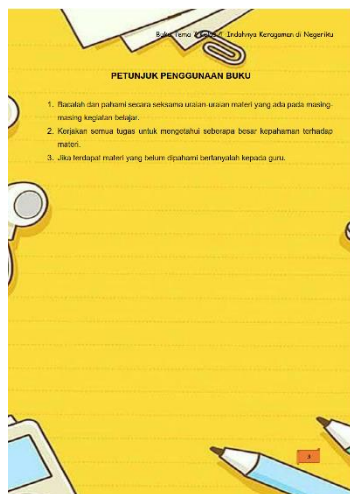 Buku Tema 7 Kelas 4 Indahnya Keragaman di Negeriku
PETUNJUK PENGGUNAAN BUKU
1. Bacalah dan pahami secara seksama uraian-uraian materi yang ada pada masing-
masing kegiatan belajar.
2. Kerjakan semua tugas untuk mengetahui seberapa besar kepahaman terhadap
materi.
3. Jika terdapat materi yang belum dipahami bertanyalah kepada guru.